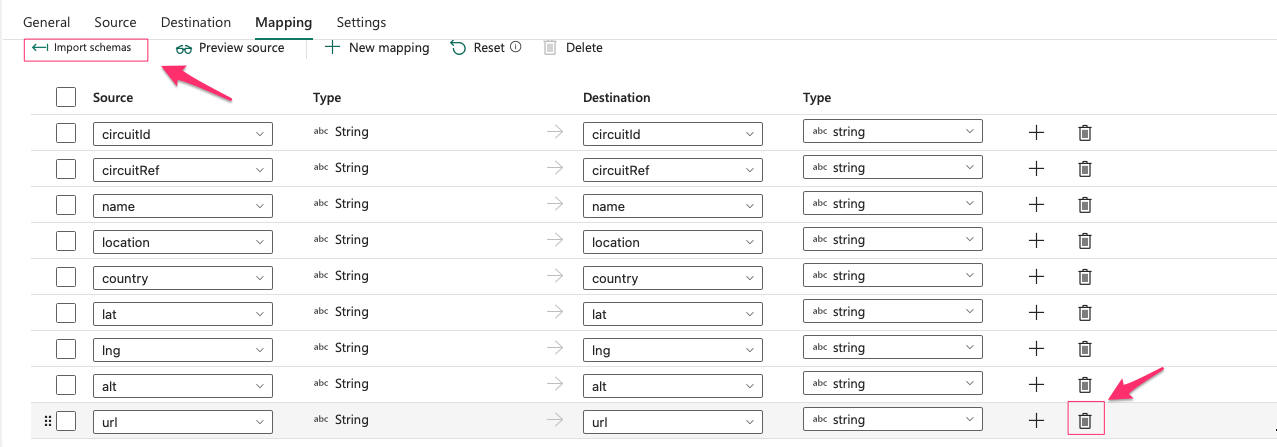 General Source Destination Mapping Settings
Import schemas Preview source New mapping Reset Delete
Source Type Destination Type
circuitId abc String circuitId abc string
circuitRef abc String circuitRef abc string
name abc String name abc string
location abc String location abc string
country abc String country abc string
lat abc String lat abc string
lng abc String lng abc string
alt abc String alt abc string
url abc String url abc string